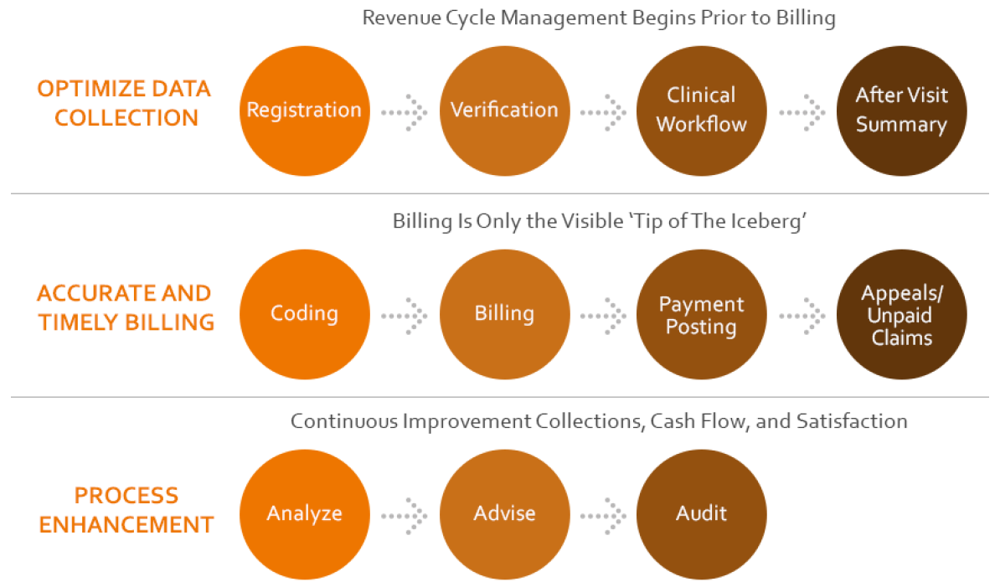 Revenue Cycle Management Begins Prior to Billing
OPTIMIZE DATA
COLLECTION
Registration
Verification
Clinical
Workflow
After Visit
Summary
Billing Is Only the Visible ‘Tip of The Iceberg’
ACCURATE AND
TIMELY BILLING
Coding
Billing
Payment
Posting
Appeals/
Unpaid
Claims
Continuous Improvement Collections, Cash Flow, and Satisfaction
PROCESS
ENHANCEMENT
Analyze
Advise
Audit